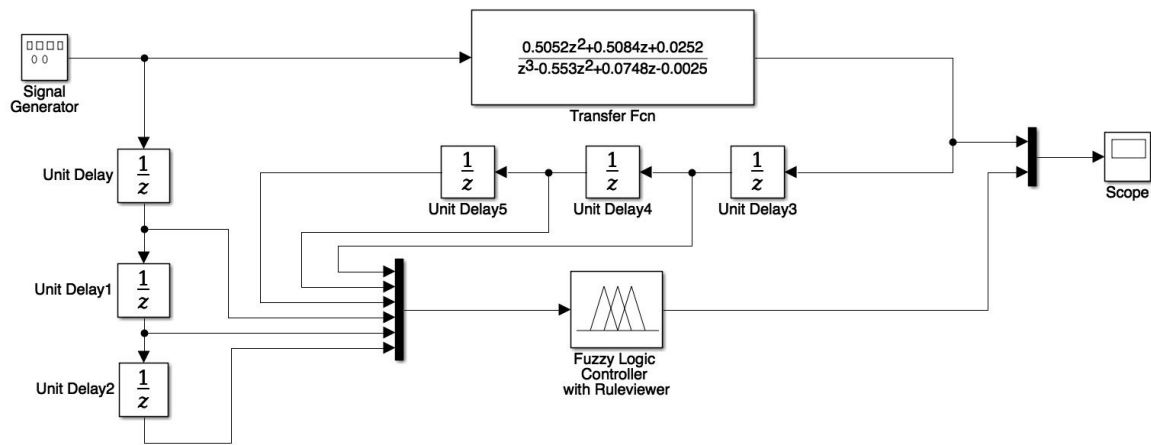 0.5052z²+0.5084z+0.0252
z³-0.553z²+0.0748z-0.0025
Signal
Generator
Transfer Fcn
Unit Delay
1
z
1
z
Unit Delay5
1
z
Unit Delay4
1
z
Unit Delay3
Scope
Unit Delay1
1
z
Fuzzy Logic
Controller
with Ruleviewer
Unit Delay2
1
z